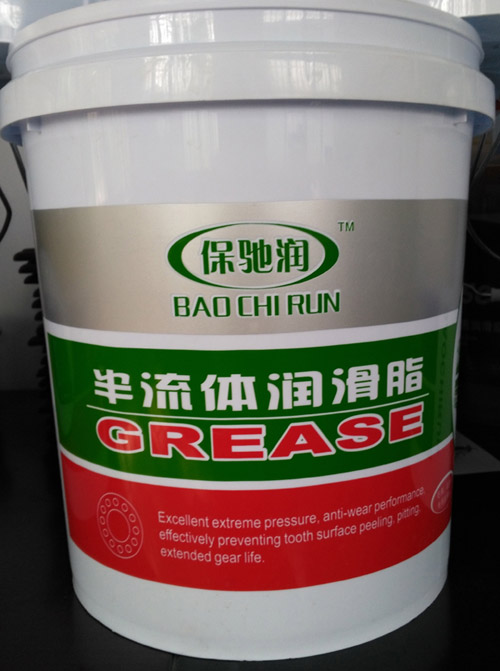 保驰润
TM
BAO CHI RUN
半流体润滑脂
GREASE
Excellent extreme pressure, anti-wear performance,
effectively preventing tooth surface peeling, pitting,
extended gear life.